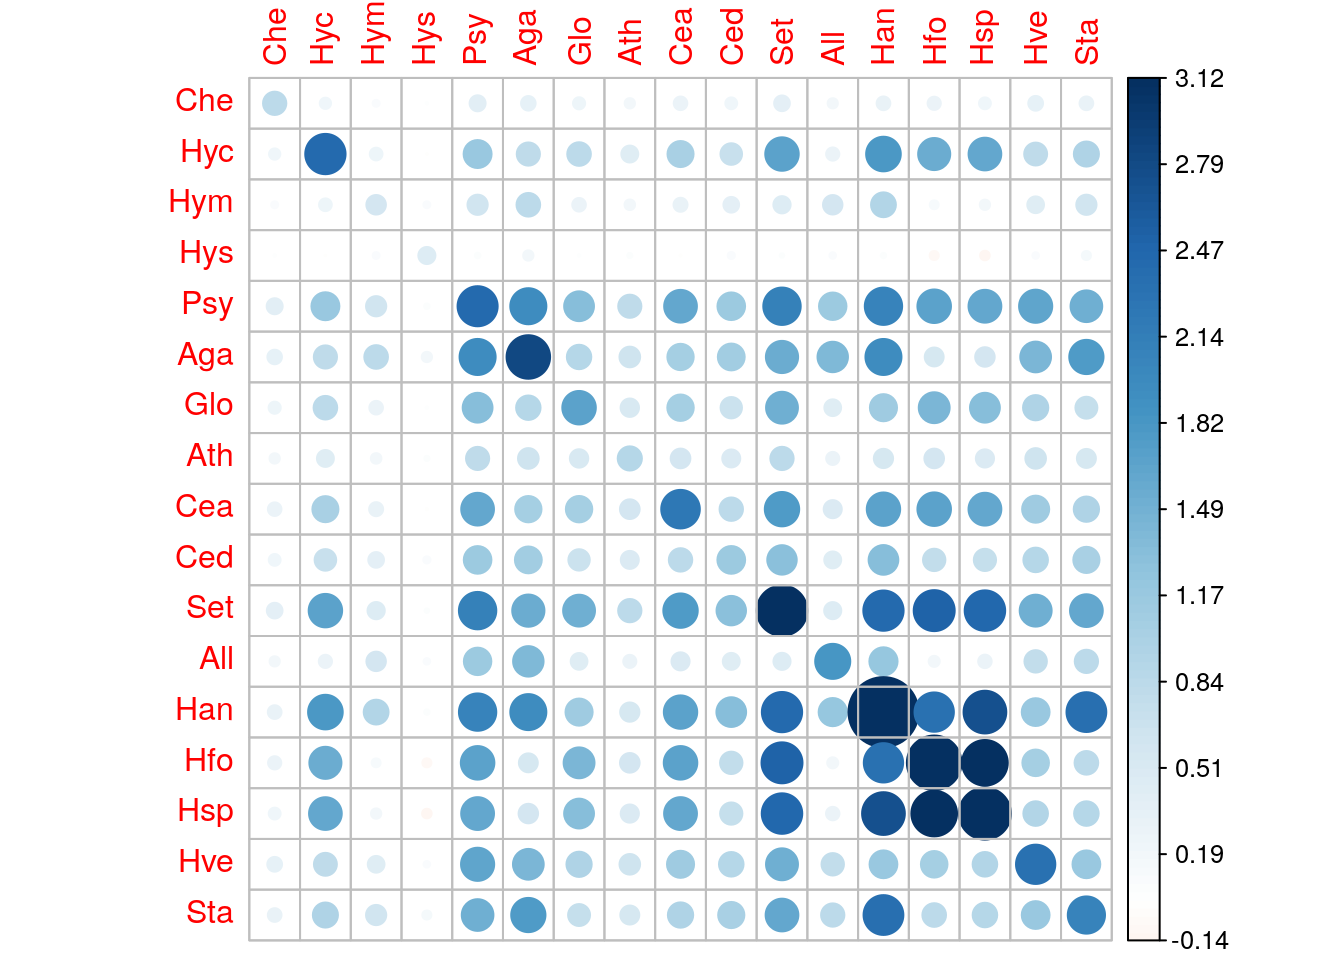 Che Hyc Hym Hys Psy Aga Glo Ath Cea Ced Set All Han Hfo Hsp Hve Sta
Che
Hyc
Hym
Hys
Psy
Aga
Glo
Ath
Cea
Ced
Set
All
Han
Hfo
Hsp
Hve
Sta
3.12
2.79
2.47
2.14
1.82
1.49
1.17
0.84
0.51
0.19
-0.14